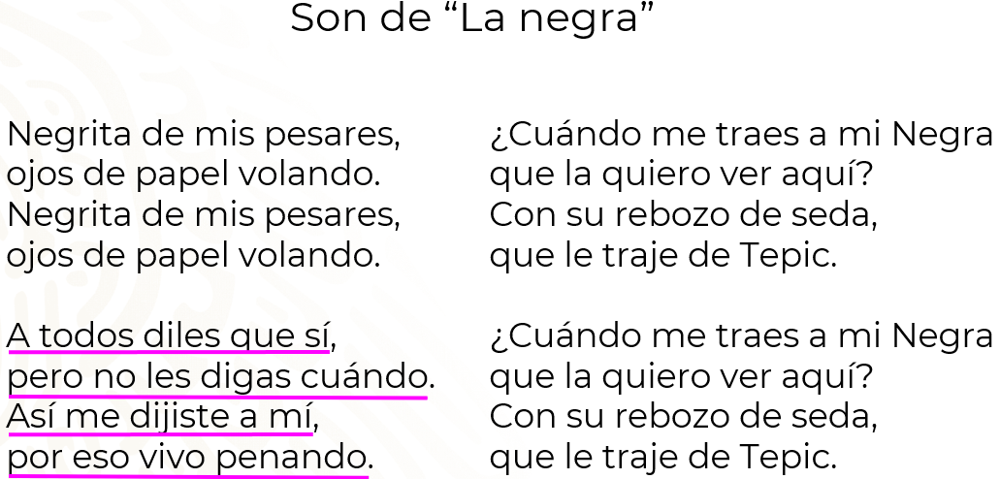 Son de “La negra”
Negrita de mis pesares,
ojos de papel volando.
Negrita de mis pesares,
ojos de papel volando.
A todos diles que sí,
pero no les digas cuándo.
Así me dijiste a mí,
por eso vivo penando.
¿Cuándo me traes a mi Negra
que la quiero ver aquí?
Con su rebozo de seda,
que le traje de Tepic.
¿Cuándo me traes a mi Negra
que la quiero ver aquí?
Con su rebozo de seda,
que le traje de Tepic.